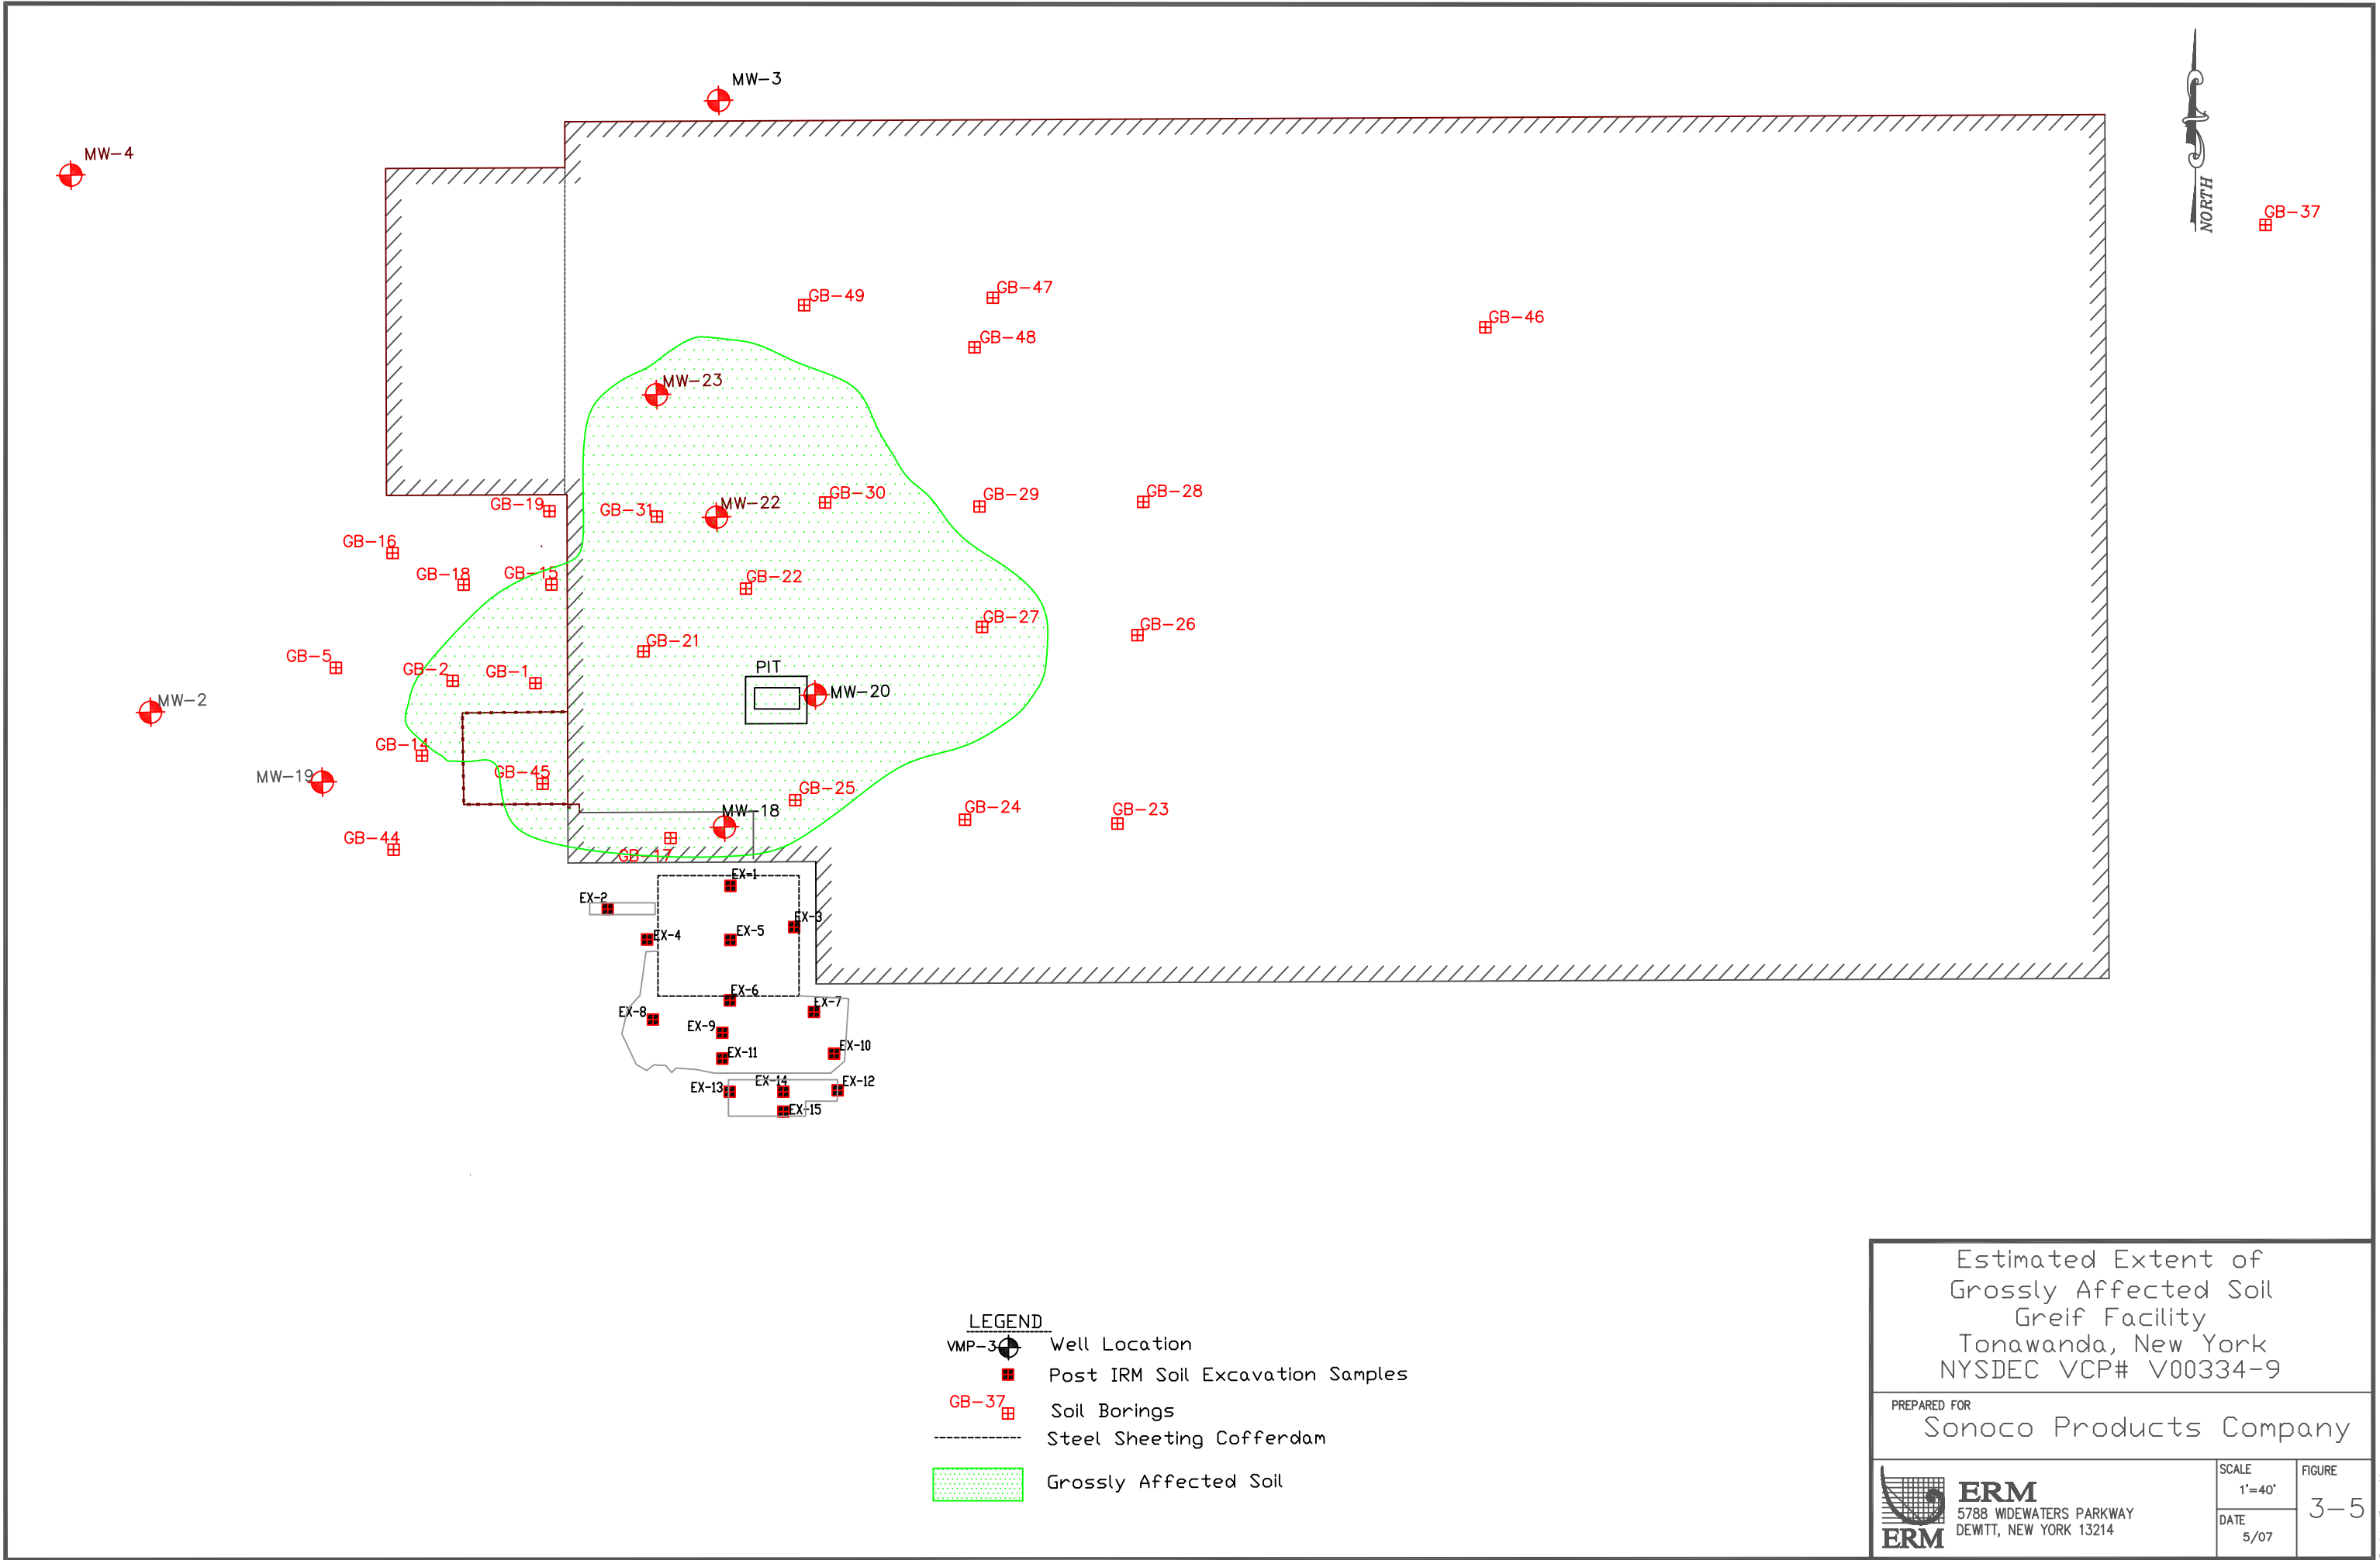 MW-3
MW-4
NORTH
GB-37
GB-49
GB-47
GB-46
GB-48
MW-23
GB-19
GB-31
MW-22
GB-30
GB-29
GB-28
GB-16
GB-18
GB-15
GB-22
GB-27
GB-26
GB-5
GB-2
GB-1
GB-21
PIT
MW-20
MW-2
GB-14
MW-19
GB-45
GB-25
MW-18
GB-24
GB-23
GB-44
GB-17
EX-1
EX-2
EX-3
EX-4
EX-5
EX-6
EX-7
EX-8
EX-9
EX-10
EX-11
EX-13
EX-14
EX-12
EX-15
LEGEND
VMP-3 Well Location
Post IRM Soil Excavation Samples
GB-37 Soil Borings
Steel Sheeting Cofferdam
Grossly Affected Soil
Estimated Extent of
Grossly Affected Soil
Greif Facility
Tonawanda, New York
NYSDEC VCP# V00334-9
PREPARED FOR
Sonoco Products Company
ERM
ERM
5788 WIDEWATERS PARKWAY
DEWITT, NEW YORK 13214
SCALE
1'=40'
DATE
5/07
FIGURE
3-5